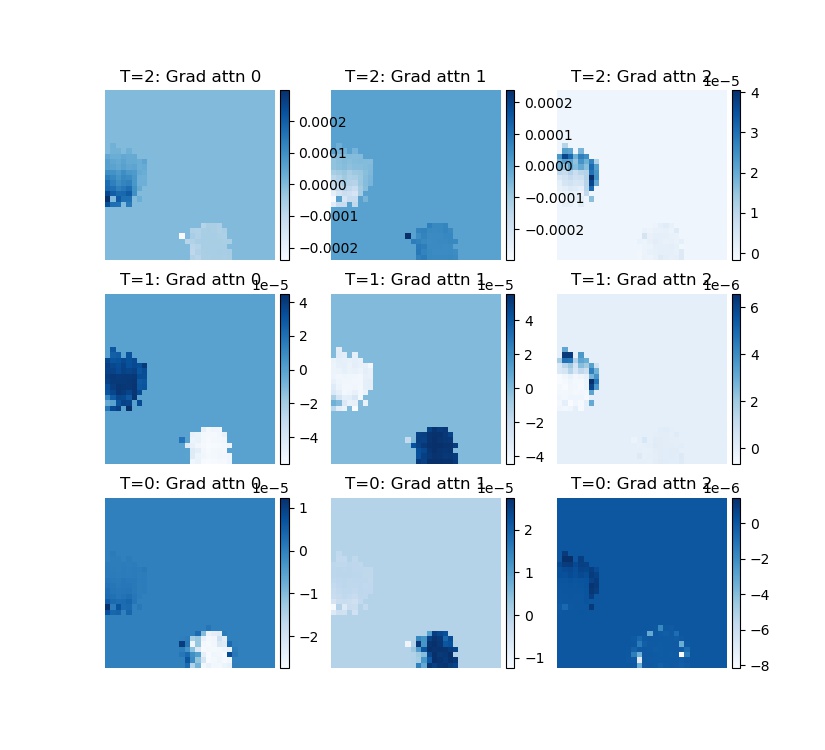 T=2: Grad attn 0
0.0002
0.0001
0.0000
−0.0001
−0.0002
T=2: Grad attn 1
0.0002
0.0001
0.0000
−0.0001
−0.0002
T=2: Grad attn 2
1e−5
4
3
2
1
0
T=1: Grad attn 0
1e−5
4
2
0
−2
−4
T=1: Grad attn 1
1e−5
4
2
0
−2
−4
T=1: Grad attn 2
1e−6
6
4
2
0
T=0: Grad attn 0
1e−5
1
0
−1
−2
T=0: Grad attn 1
1e−5
2
1
0
−1
T=0: Grad attn 2
1e−6
0
−2
−4
−6
−8